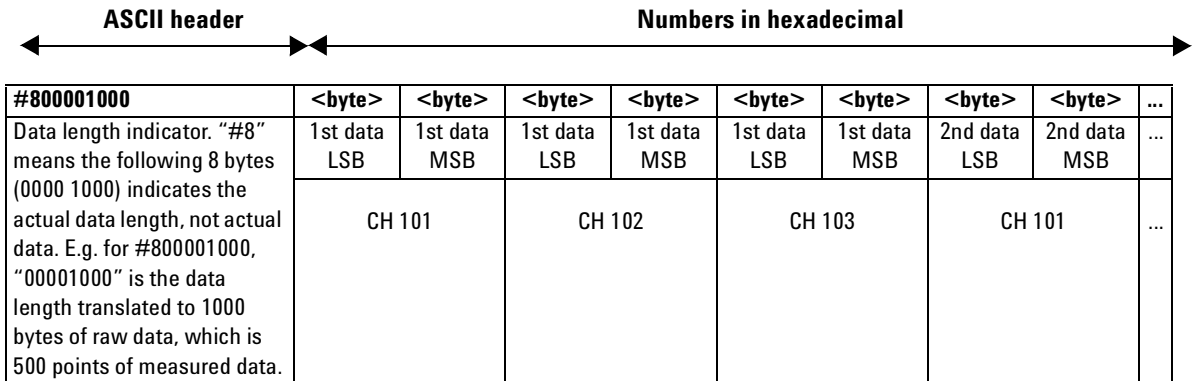 ASCII header Numbers in hexadecimal
#800001000 <byte> <byte> <byte> <byte> <byte> <byte> <byte> <byte> ...
Data length indicator. “#8” 1st data 1st data 1st data 1st data 1st data 1st data 2nd data 2nd data ...
means the following 8 bytes LSB MSB LSB MSB LSB MSB LSB MSB
(0000 1000) indicates the
actual data length, not actual CH 101 CH 102 CH 103 CH 101 ...
data. E.g. for #800001000,
“00001000” is the data
length translated to 1000
bytes of raw data, which is
500 points of measured data.